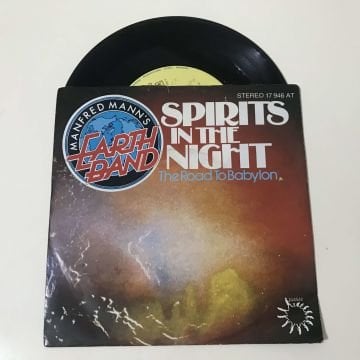 STEREO 17 946 AT
MANFRED MANN'S
EARTH
BAND
SPIRITS
IN THE
NIGHT
The Road To Babylon